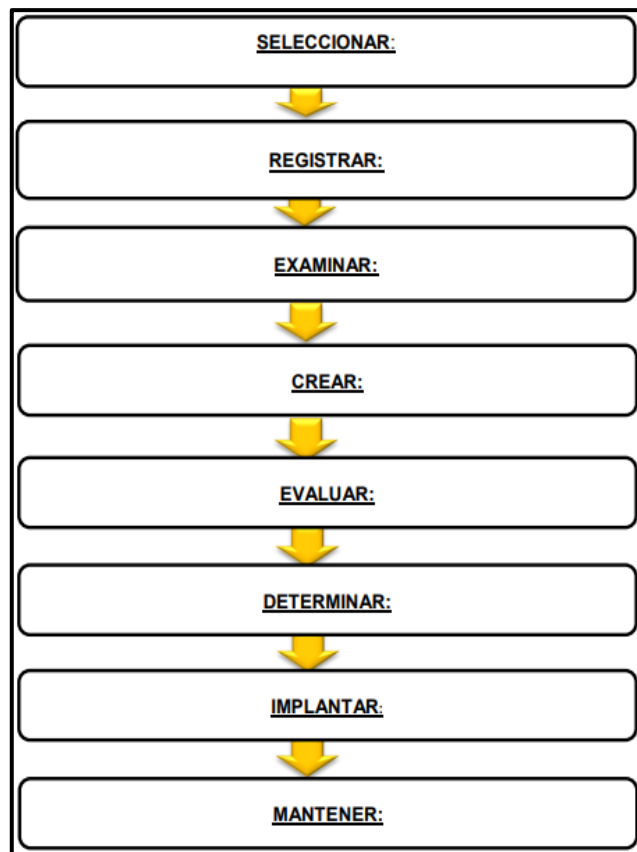 SELECCIONAR:
REGISTRAR:
EXAMINAR:
CREAR:
EVALUAR:
DETERMINAR:
IMPLANTAR:
MANTENER: